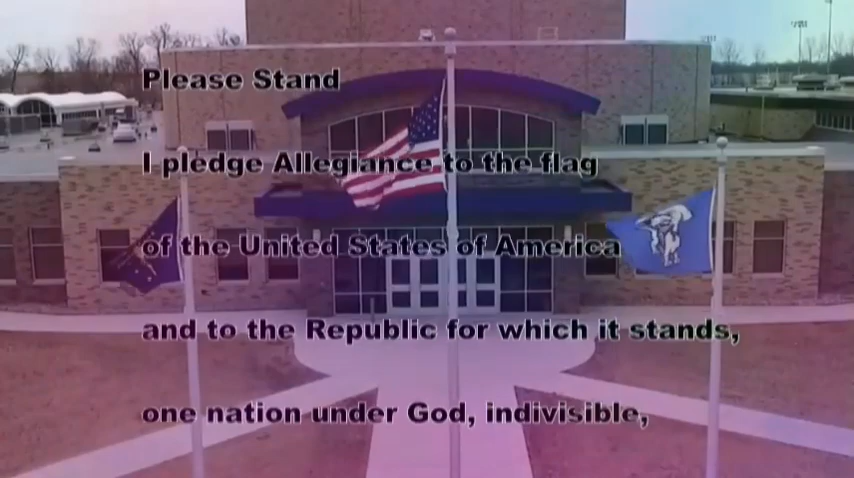 Please Stand
I pledge Allegiance to the flag
of the United States of America
and to the Republic for which it stands,
one nation under God, indivisible,